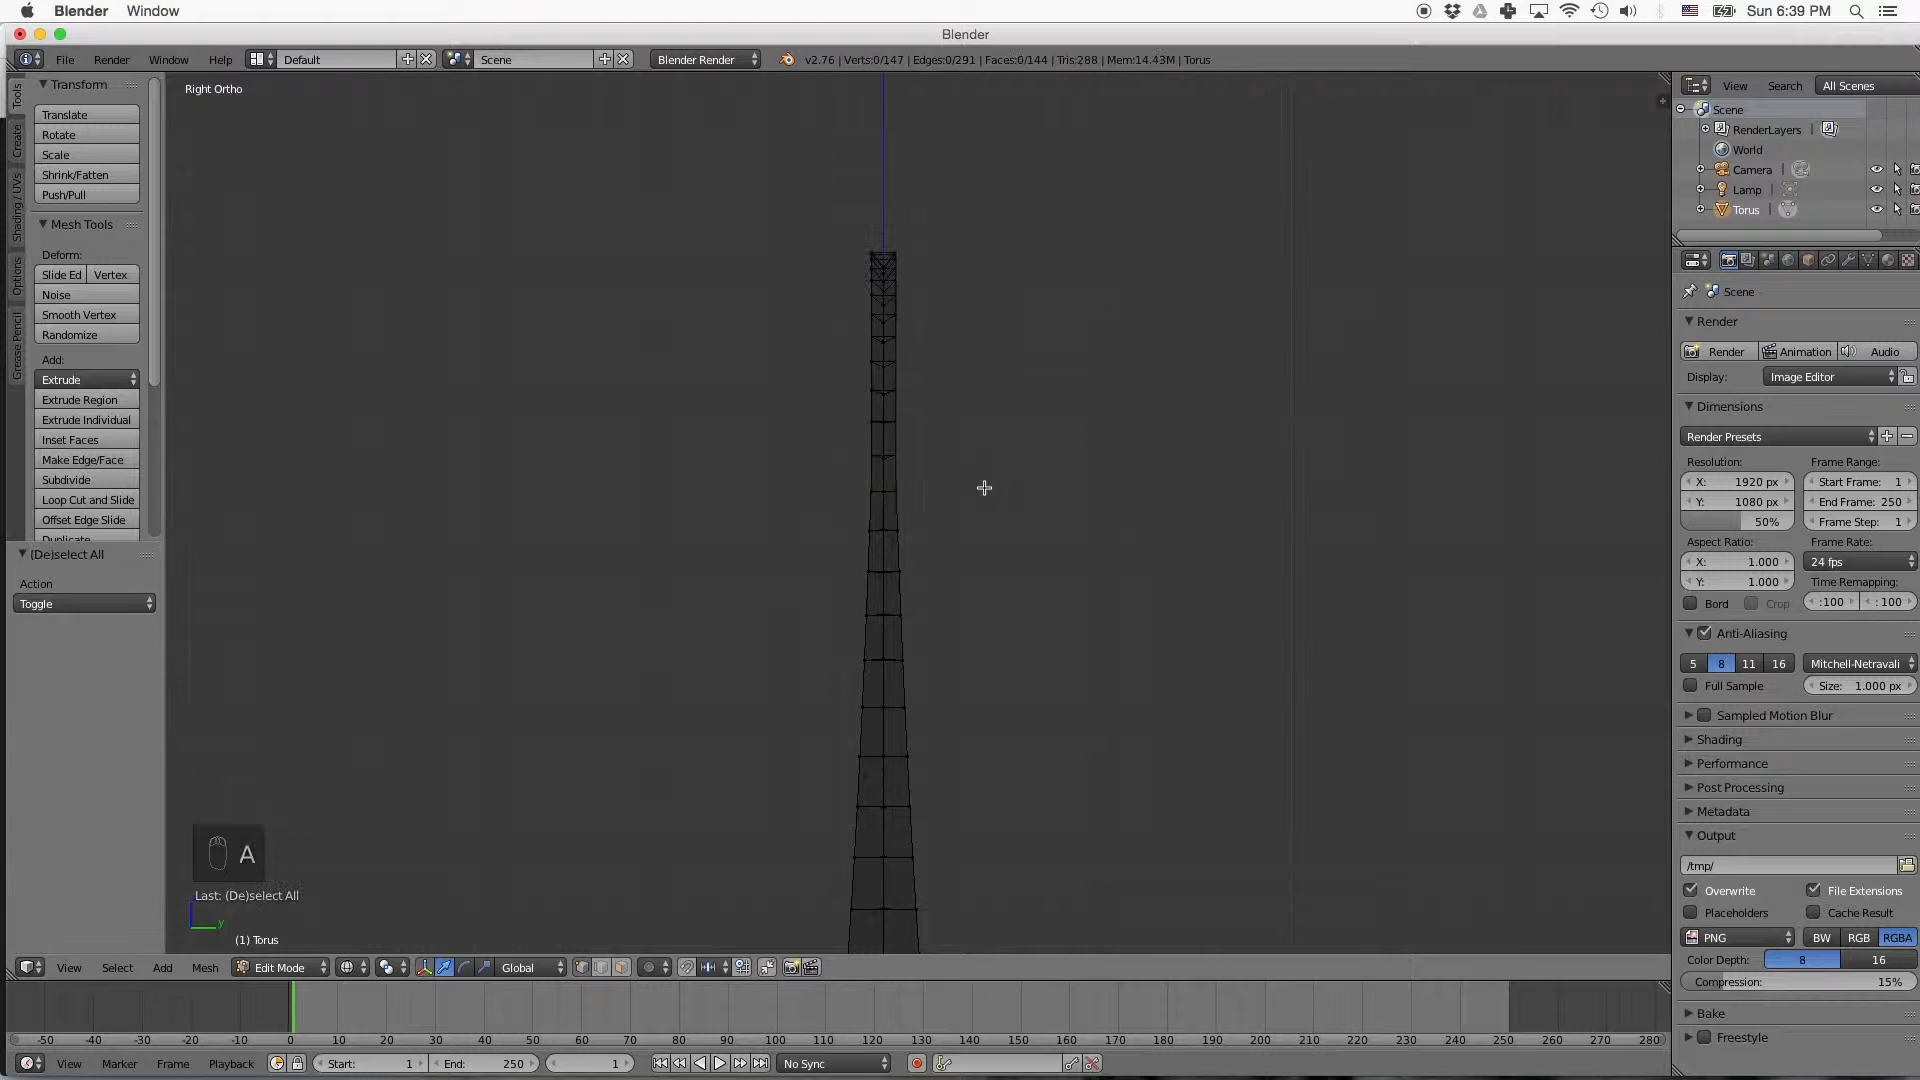 Blender Window Sun 6:39 PM
Blender
File Render Window Help Default Scene Blender Render v2.76 | Verts:0/147 | Edges:0/291 | Faces:0/144 | Tris:288 | Mem:14.43M | Torus
Tools
Create
Shading / UVs
Options
Grease Pencil
Transform
Translate
Rotate
Scale
Shrink/Fatten
Push/Pull
Mesh Tools
Deform:
Slide Ed Vertex
Noise
Smooth Vertex
Randomize
Add:
Extrude
Extrude Region
Extrude Individual
Inset Faces
Make Edge/Face
Subdivide
Loop Cut and Slide
Offset Edge Slide
Duplicate
(De)select All
Action
Toggle
Right Ortho
A
Last: (De)select All
y
(1) Torus
View Select Add Mesh Edit Mode Global
-50 -40 -30 -20 -10 0 10 20 30 40 50 60 70 80 90 100 110 120 130 140 150 160 170 180 190 200 210 220 230 240 250 260 270 280
View Marker Frame Playback Start: 1 End: 250 1 No Sync
View Search All Scenes
Scene
RenderLayers
World
Camera
Lamp
Torus
Scene
Render
Render Animation Audio
Display: Image Editor
Dimensions
Render Presets
Resolution: Frame Range:
X: 1920 px Start Frame: 1
Y: 1080 px End Frame: 250
50% Frame Step: 1
Aspect Ratio: Frame Rate:
X: 1.000 24 fps
Y: 1.000 Time Remapping:
Bord Crop :100 : 100
Anti-Aliasing
5 8 11 16 Mitchell-Netravali
Full Sample Size: 1.000 px
Sampled Motion Blur
Shading
Performance
Post Processing
Metadata
Output
/tmp/
Overwrite File Extensions
Placeholders Cache Result
PNG BW RGB RGBA
Color Depth: 8 16
Compression: 15%
Bake
Freestyle